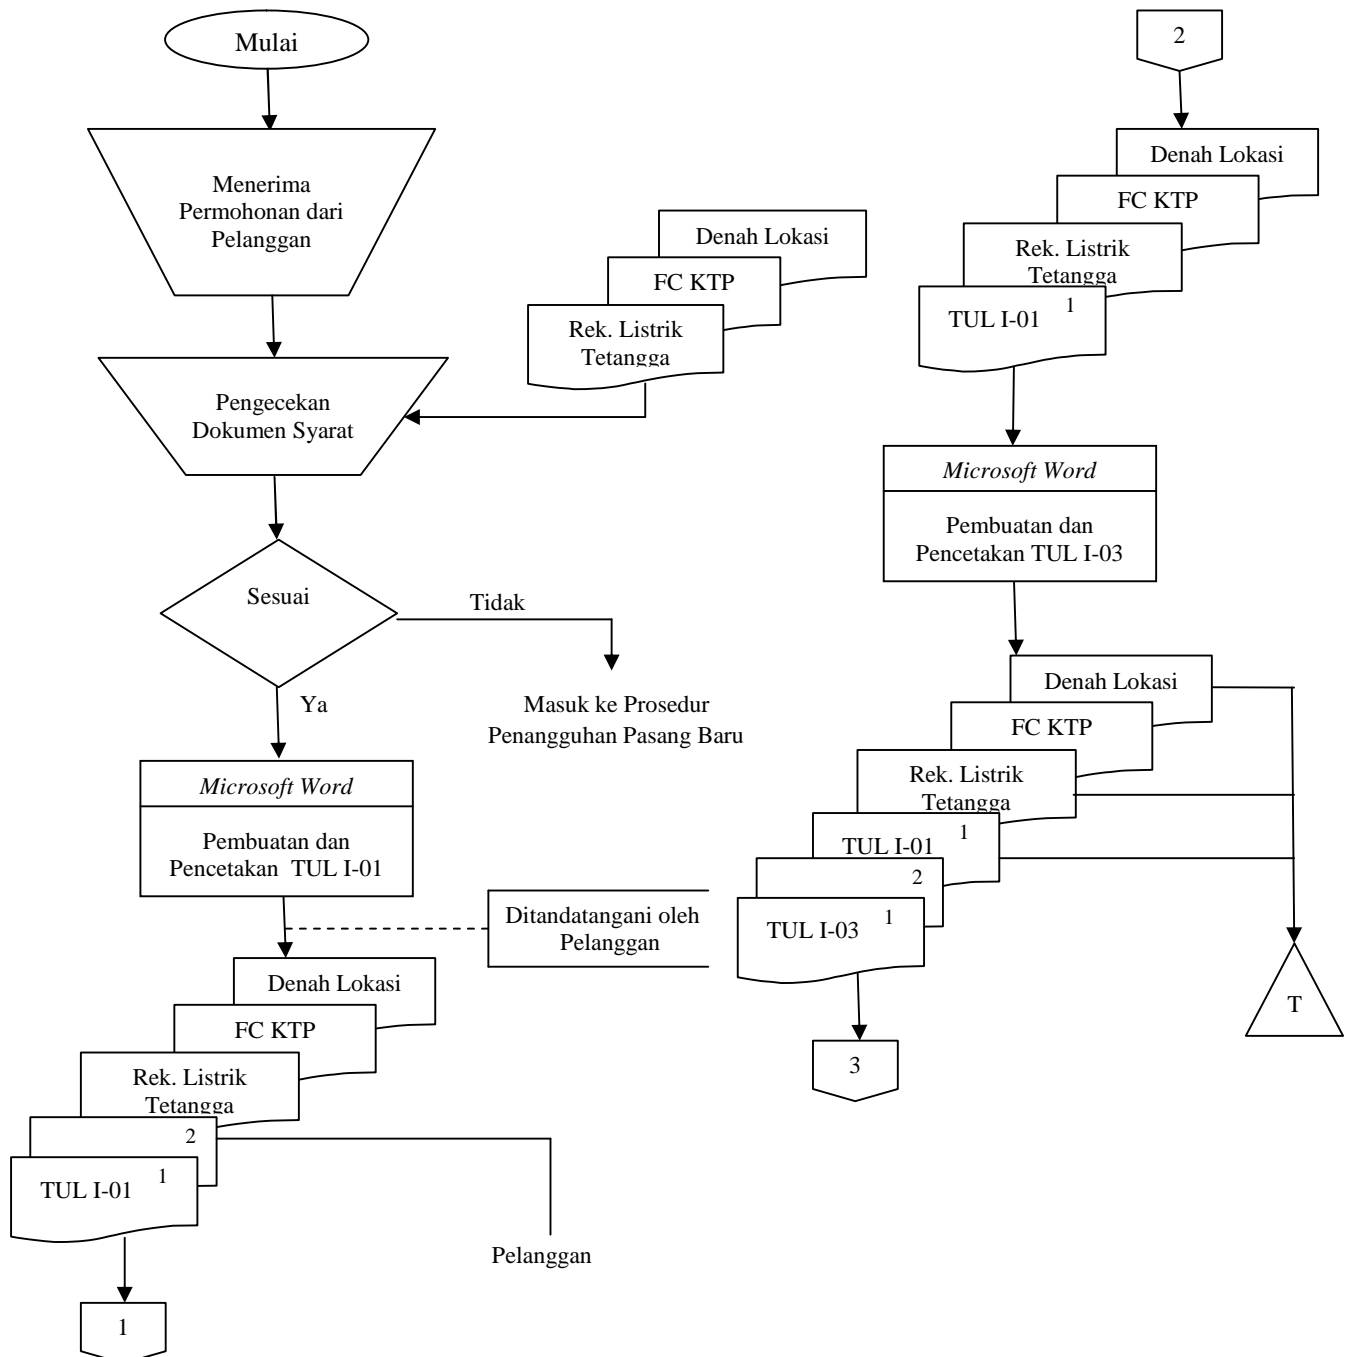 Mulai
Menerima
Permohonan dari
Pelanggan
Denah Lokasi
FC KTP
Rek. Listrik
Tetangga
Pengecekan
Dokumen Syarat
Sesuai
Tidak
Ya
Masuk ke Prosedur
Penangguhan Pasang Baru
Microsoft Word
Pembuatan dan
Pencetakan TUL I-01
Ditandatangani oleh
Pelanggan
Denah Lokasi
FC KTP
Rek. Listrik
Tetangga
2
TUL I-01 1
Pelanggan
1
2
Denah Lokasi
FC KTP
Rek. Listrik
Tetangga
TUL I-01 1
Microsoft Word
Pembuatan dan
Pencetakan TUL I-03
Denah Lokasi
FC KTP
Rek. Listrik
Tetangga
TUL I-01 1
2
TUL I-03 1
T
3